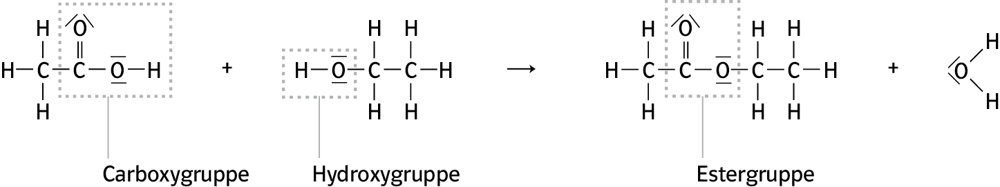 H O H H O H H O H H
H–C–C–O–H + H–O–C–C–H → H–C–C–O–C–C–H + O
H H H H H H H
Carboxygruppe Hydroxygruppe Estergruppe